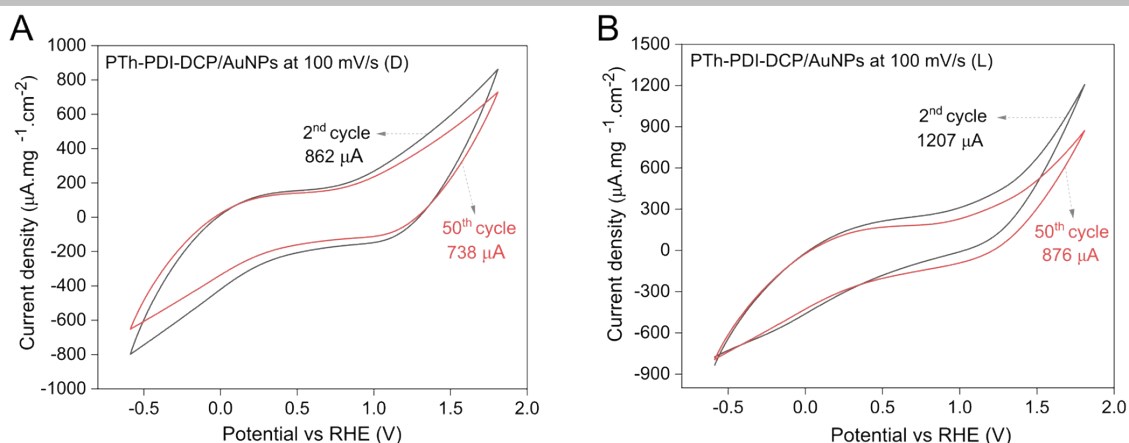 A
PTh-PDI-DCP/AuNPs at 100 mV/s (D)
1000
800
600
400
200
0
-200
-400
-600
-800
-1000
Current density (µA.mg⁻¹.cm⁻²)
2ⁿᵈ cycle
862 µA
50ᵗʰ cycle
738 µA
-0.5
0.0
0.5
1.0
1.5
2.0
Potential vs RHE (V)
B
PTh-PDI-DCP/AuNPs at 100 mV/s (L)
1500
1200
900
600
300
0
-300
-600
-900
Current density (µA.mg⁻¹.cm⁻²)
2ⁿᵈ cycle
1207 µA
50ᵗʰ cycle
876 µA
-0.5
0.0
0.5
1.0
1.5
2.0
Potential vs RHE (V)